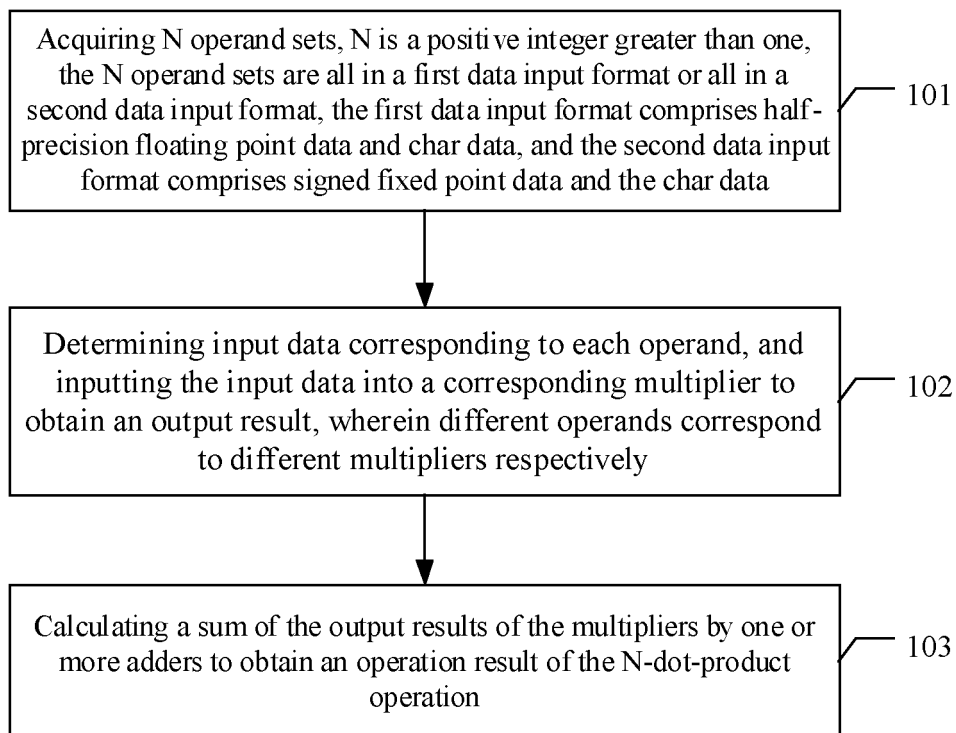 Acquiring N operand sets, N is a positive integer greater than one,
the N operand sets are all in a first data input format or all in a
second data input format, the first data input format comprises half-
precision floating point data and char data, and the second data input
format comprises signed fixed point data and the char data
101
Determining input data corresponding to each operand, and
inputting the input data into a corresponding multiplier to
obtain an output result, wherein different operands correspond
to different multipliers respectively
102
Calculating a sum of the output results of the multipliers by one or
more adders to obtain an operation result of the N-dot-product
operation
103